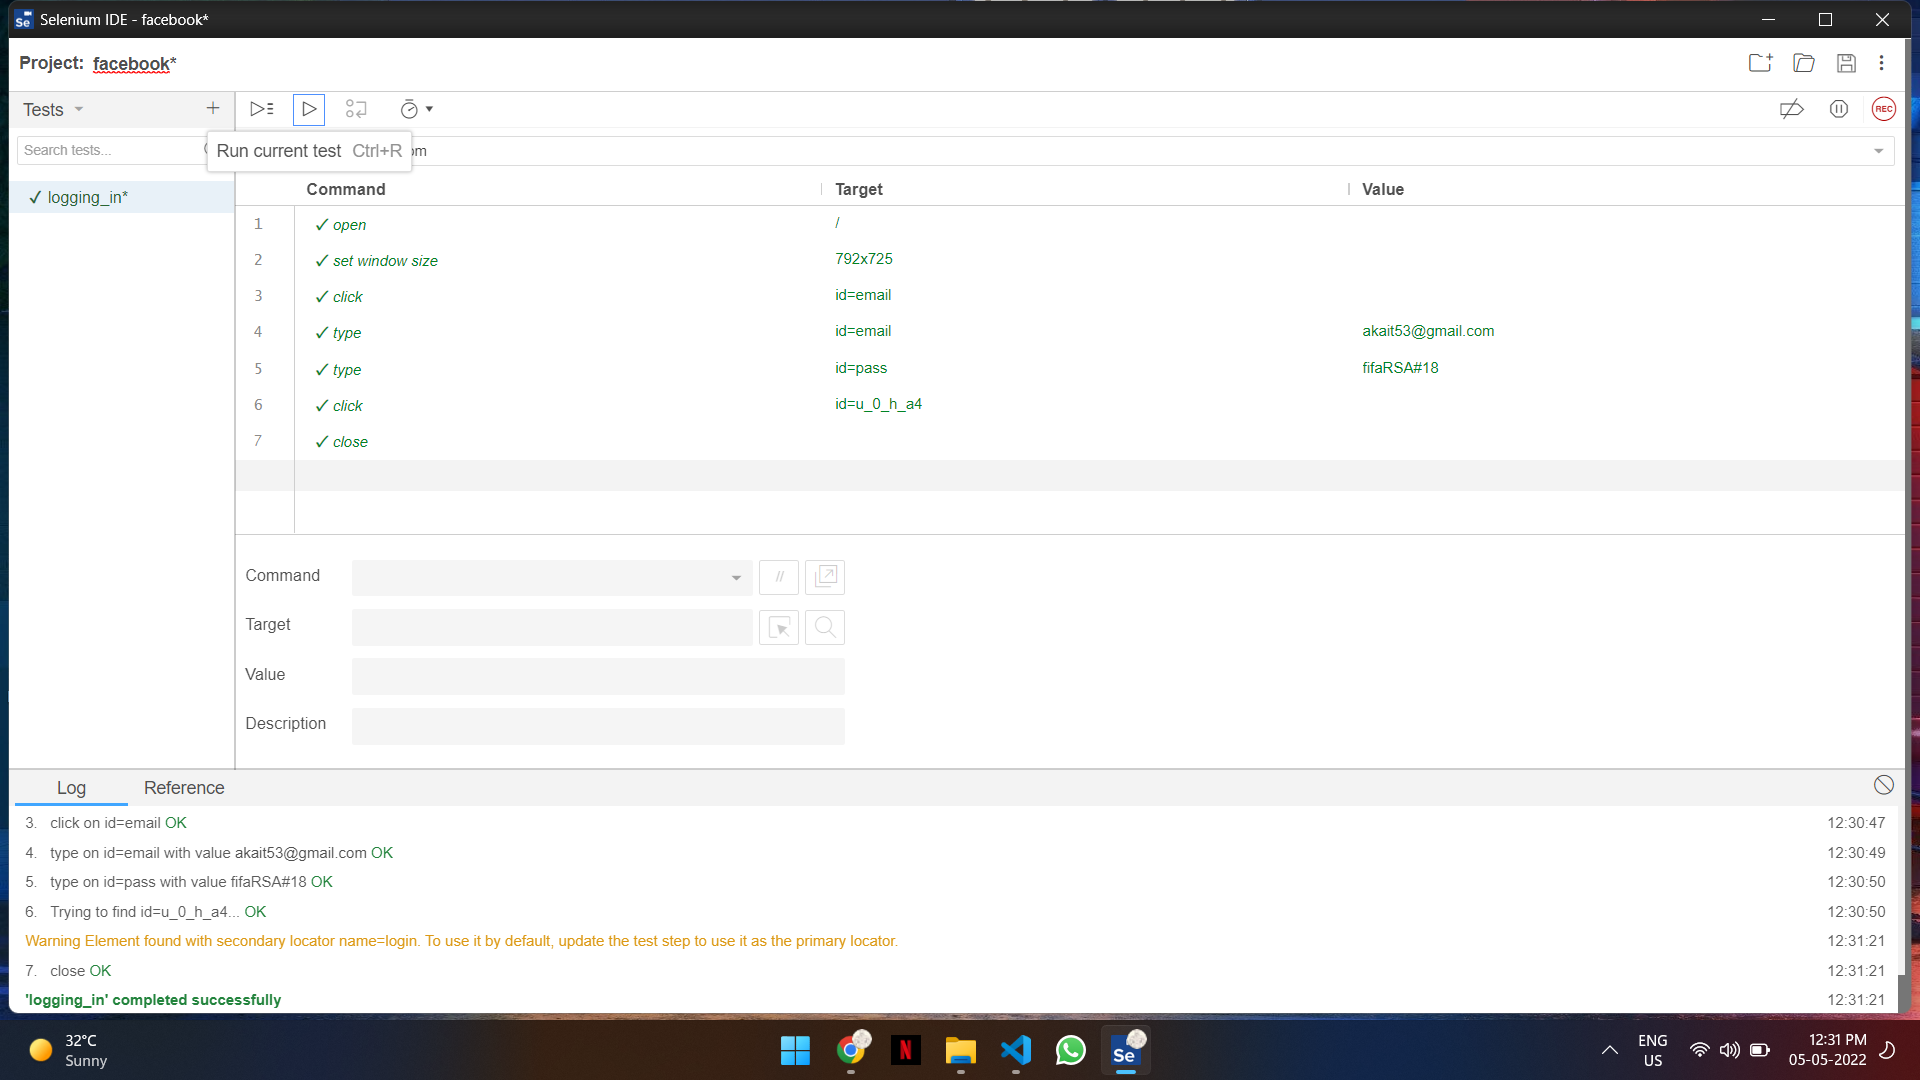 Selenium IDE - facebook*
Project: facebook*
Tests
Run current test Ctrl+R
Search tests...
logging_in*
Command Target Value
1 open /
2 set window size 792x725
3 click id=email
4 type id=email akait53@gmail.com
5 type id=pass fifaRSA#18
6 click id=u_0_h_a4
7 close
Command //
Target
Value
Description
Log Reference
3. click on id=email OK 12:30:47
4. type on id=email with value akait53@gmail.com OK 12:30:49
5. type on id=pass with value fifaRSA#18 OK 12:30:50
6. Trying to find id=u_0_h_a4... OK 12:30:50
Warning Element found with secondary locator name=login. To use it by default, update the test step to use it as the primary locator. 12:31:21
7. close OK 12:31:21
'logging_in' completed successfully 12:31:21
32°C
Sunny
ENG
US
12:31 PM
05-05-2022
REC
Se
N
Se